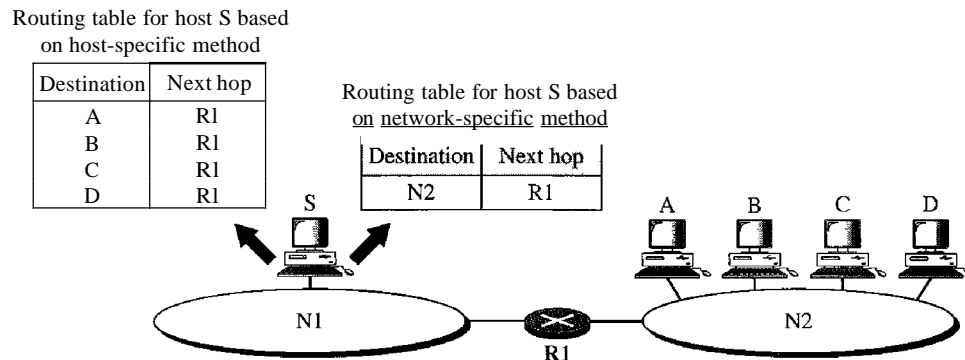 Routing table for host S based
on host-specific method
Destination Next hop
A R1
B R1
C R1
D R1
Routing table for host S based
on network-specific method
Destination Next hop
N2 R1
S
A B C D
N1
R1
N2